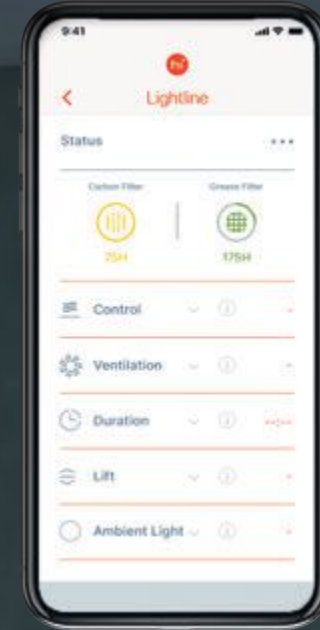 9:41
Lightline
Status
Carbon Filter
Grease Filter
75H
175H
Control
Ventilation
Duration
--:--
Lift
Ambient Light